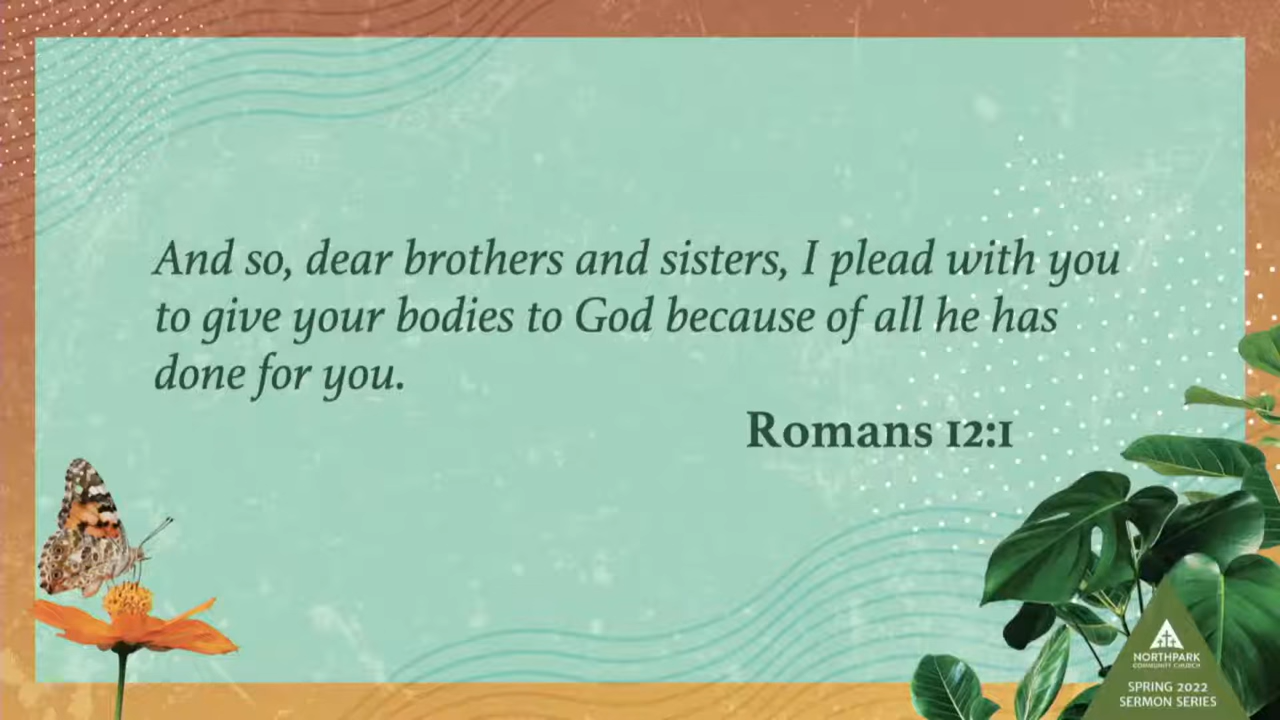 And so, dear brothers and sisters, I plead with you
to give your bodies to God because of all he has
done for you.
Romans 12:1
NORTHPARK
COMMUNITY CHURCH
SPRING 2022
SERMON SERIES